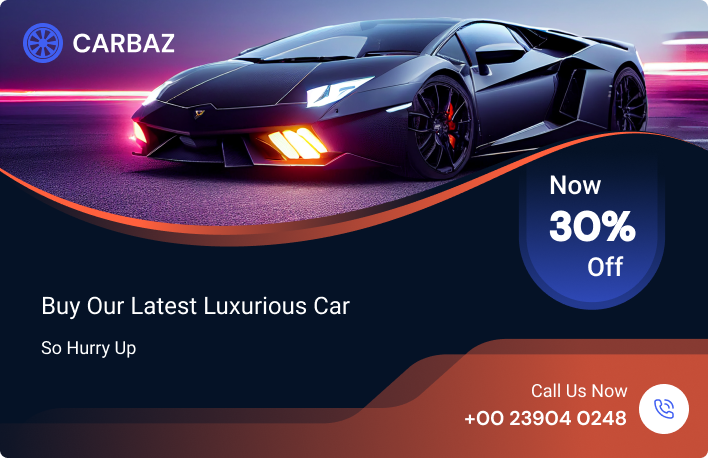 CARBAZ
Now
30%
Off
Buy Our Latest Luxurious Car
So Hurry Up
Call Us Now
+00 23904 0248